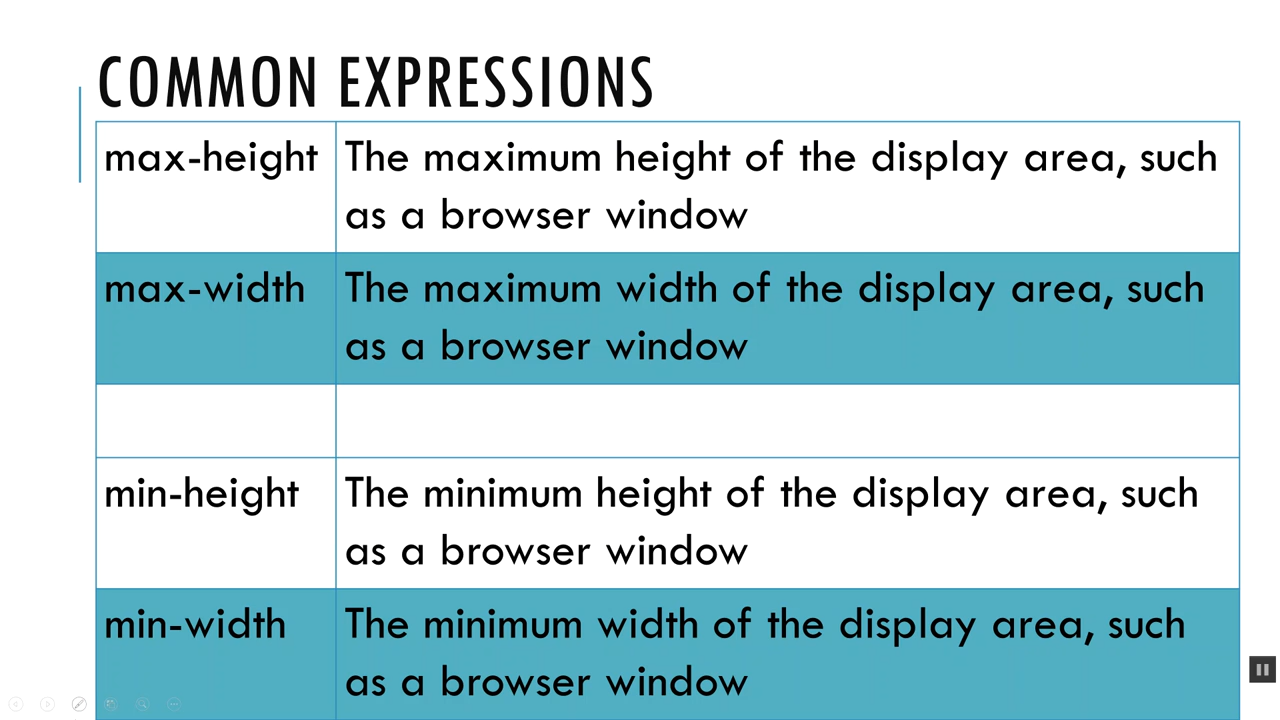 COMMON EXPRESSIONS
max-height The maximum height of the display area, such
as a browser window
max-width The maximum width of the display area, such
as a browser window
min-height The minimum height of the display area, such
as a browser window
min-width The minimum width of the display area, such
as a browser window